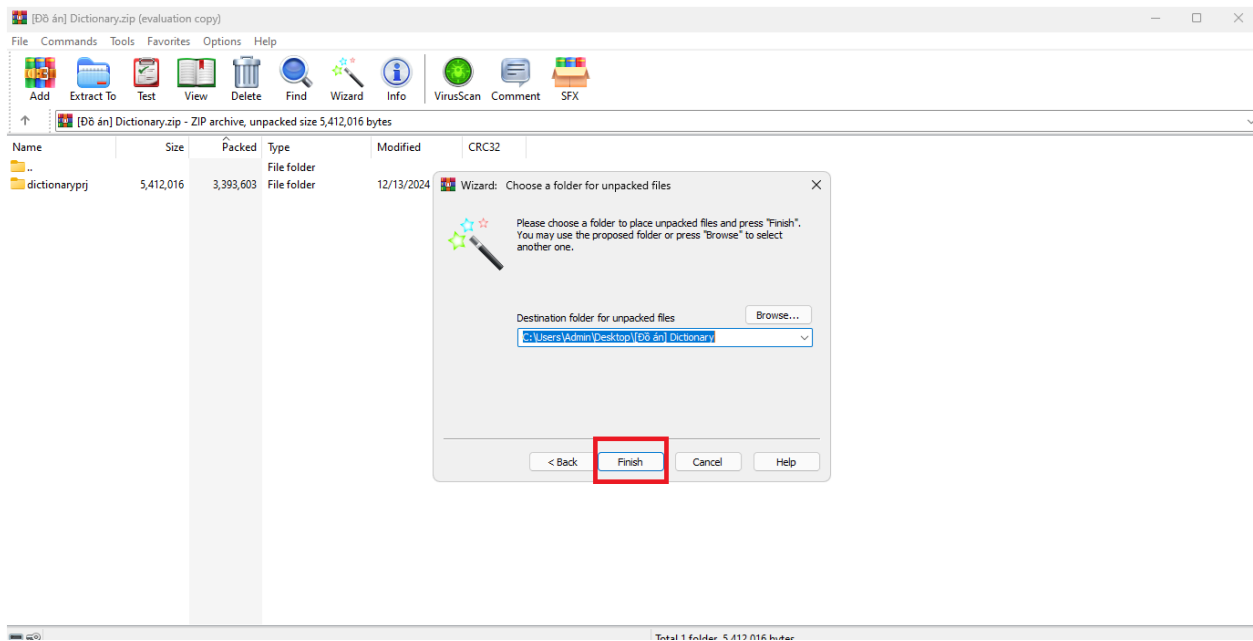 [Đồ án] Dictionary.zip (evaluation copy)
File Commands Tools Favorites Options Help
Add Extract To Test View Delete Find Wizard Info VirusScan Comment SFX
[Đồ án] Dictionary.zip - ZIP archive, unpacked size 5,412,016 bytes
Name Size Packed Type Modified CRC32
.. File folder
dictionaryprj 5,412,016 3,393,603 File folder 12/13/2024
Wizard: Choose a folder for unpacked files
Please choose a folder to place unpacked files and press "Finish".
You may use the proposed folder or press "Browse" to select
another one.
Destination folder for unpacked files
Browse...
C:\Users\Admin\Desktop\[Đồ án] Dictionary
< Back Finish Cancel Help
Total 1 folder, 5,412,016 bytes